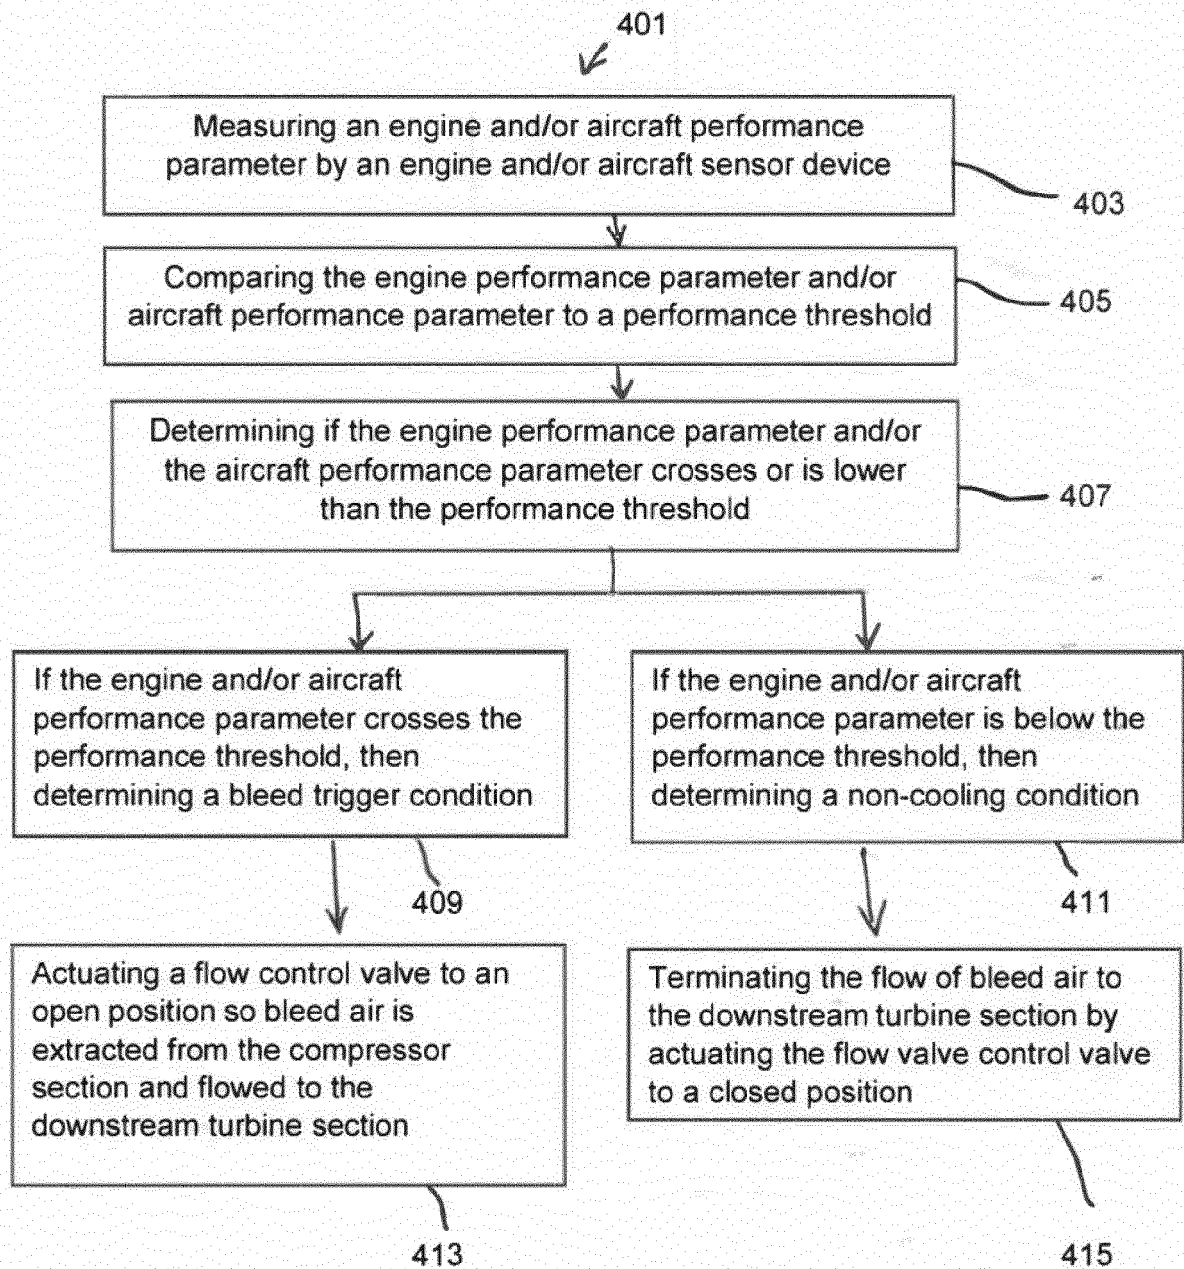 401
Measuring an engine and/or aircraft performance
parameter by an engine and/or aircraft sensor device
403
Comparing the engine performance parameter and/or
aircraft performance parameter to a performance threshold
405
Determining if the engine performance parameter and/or
the aircraft performance parameter crosses or is lower
than the performance threshold
407
If the engine and/or aircraft
performance parameter crosses the
performance threshold, then
determining a bleed trigger condition
409
If the engine and/or aircraft
performance parameter is below the
performance threshold, then
determining a non-cooling condition
411
Actuating a flow control valve to an
open position so bleed air is
extracted from the compressor
section and flowed to the
downstream turbine section
413
Terminating the flow of bleed air to
the downstream turbine section by
actuating the flow valve control valve
to a closed position
415